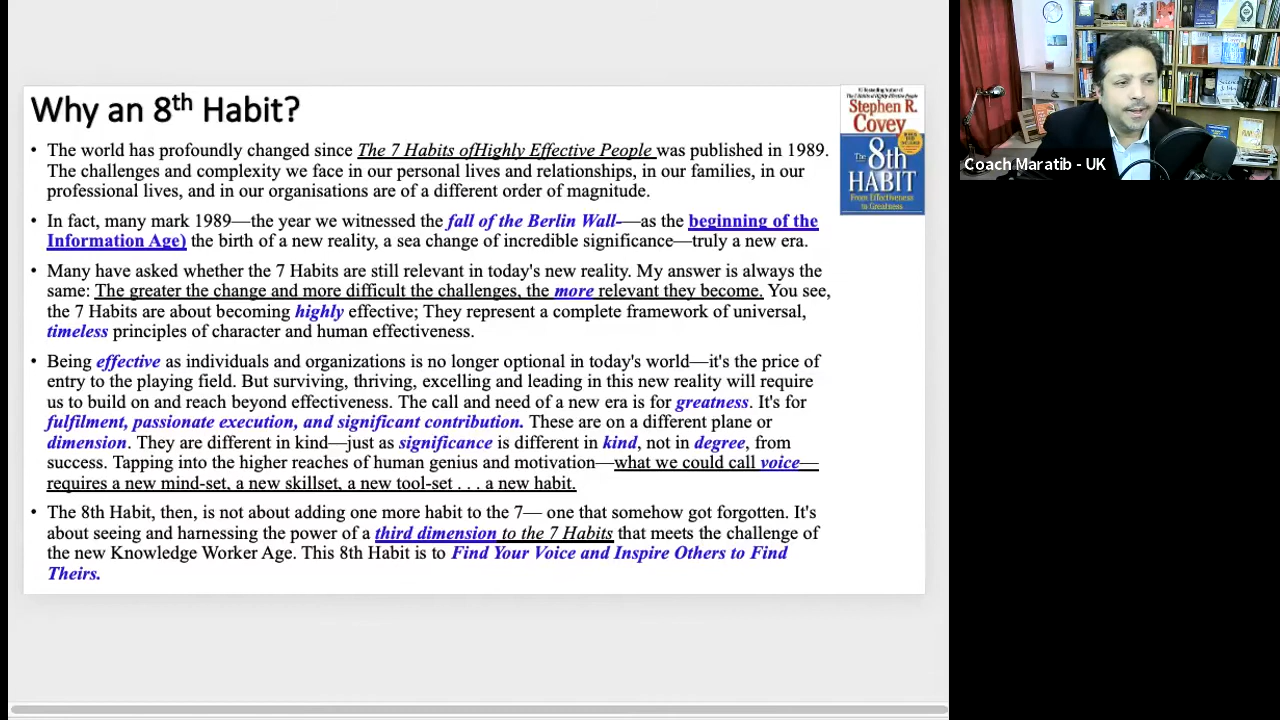 Why an 8th Habit?
• The world has profoundly changed since The 7 Habits ofHighly Effective People was published in 1989.
The challenges and complexity we face in our personal lives and relationships, in our families, in our
professional lives, and in our organisations are of a different order of magnitude.
• In fact, many mark 1989—the year we witnessed the fall of the Berlin Wall-—as the beginning of the
Information Age) the birth of a new reality, a sea change of incredible significance—truly a new era.
• Many have asked whether the 7 Habits are still relevant in today's new reality. My answer is always the
same: The greater the change and more difficult the challenges, the more relevant they become. You see,
the 7 Habits are about becoming highly effective; They represent a complete framework of universal,
timeless principles of character and human effectiveness.
• Being effective as individuals and organizations is no longer optional in today's world—it's the price of
entry to the playing field. But surviving, thriving, excelling and leading in this new reality will require
us to build on and reach beyond effectiveness. The call and need of a new era is for greatness. It's for
fulfilment, passionate execution, and significant contribution. These are on a different plane or
dimension. They are different in kind—just as significance is different in kind, not in degree, from
success. Tapping into the higher reaches of human genius and motivation—what we could call voice—
requires a new mind-set, a new skillset, a new tool-set . . . a new habit.
• The 8th Habit, then, is not about adding one more habit to the 7— one that somehow got forgotten. It's
about seeing and harnessing the power of a third dimension to the 7 Habits that meets the challenge of
the new Knowledge Worker Age. This 8th Habit is to Find Your Voice and Inspire Others to Find
Theirs.
Stephen R.
Covey
The
8th
HABIT
From Effectiveness
to Greatness
Coach Maratib - UK